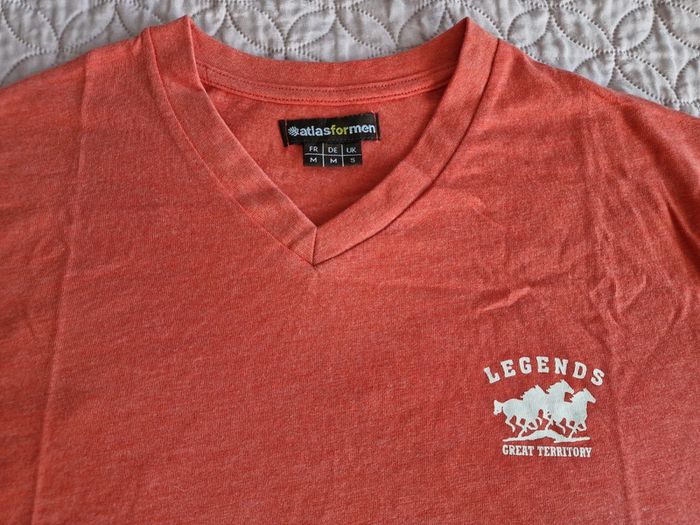 atlasformen
FR DE UK
M M S
LEGENDS
GREAT TERRITORY